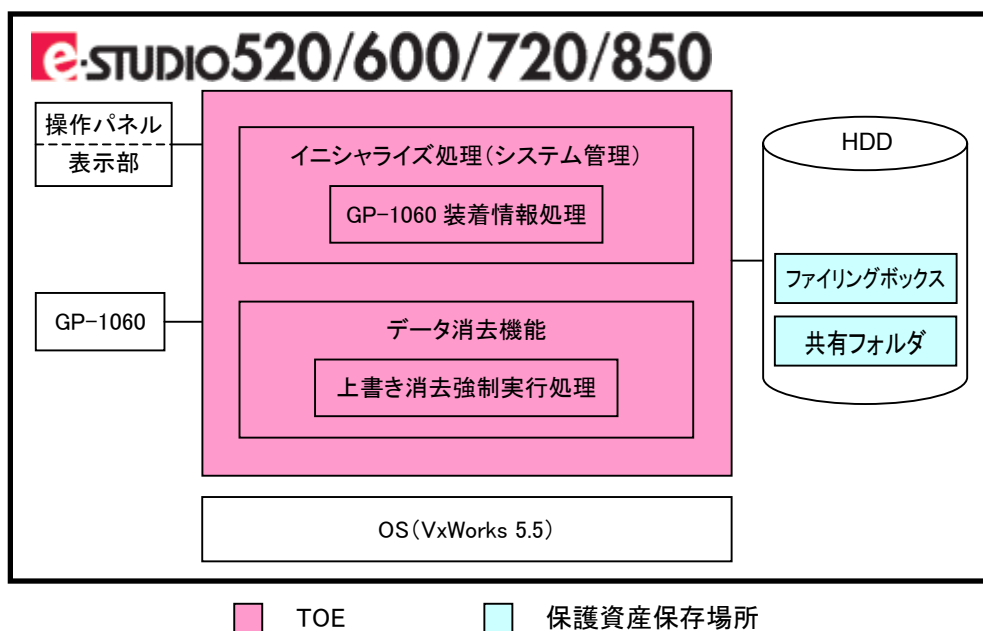 e-STUDIO520/600/720/850
操作パネル
表示部
イニシャライズ処理(システム管理)
GP-1060 装着情報処理
HDD
ファイリングボックス
共有フォルダ
GP-1060
データ消去機能
上書き消去強制実行処理
OS(VxWorks 5.5)
TOE
保護資産保存場所